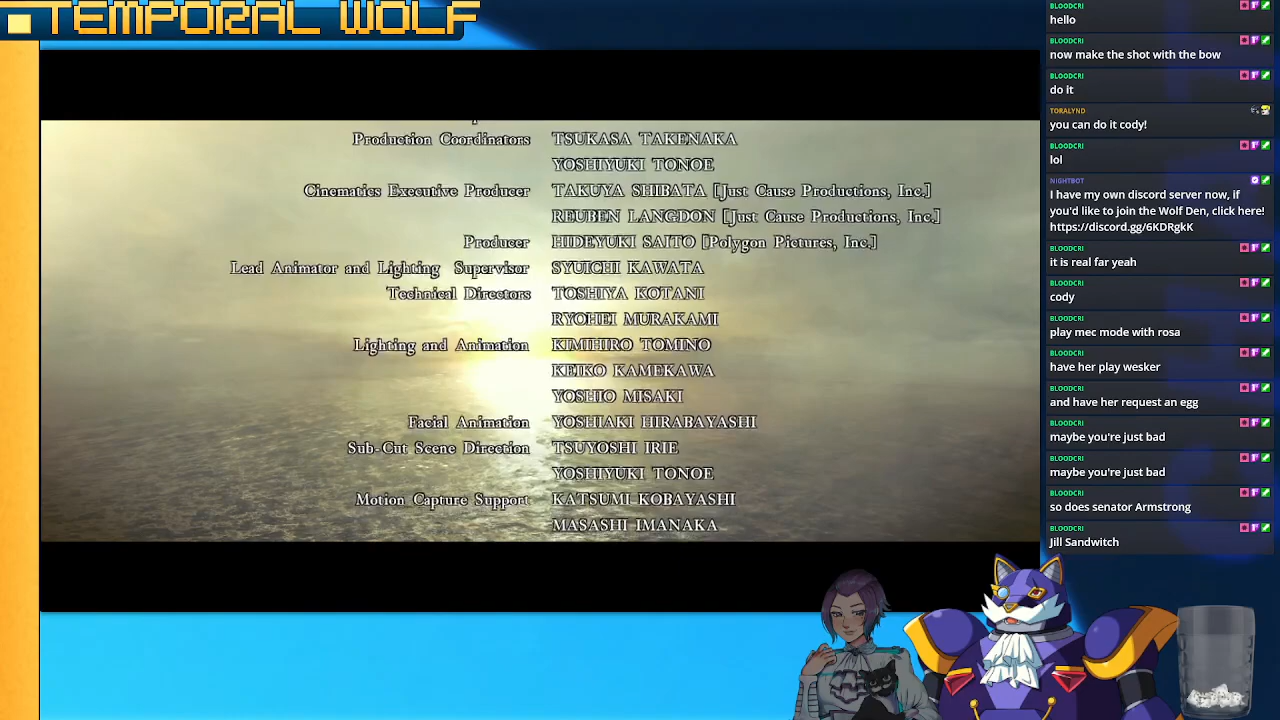 TEMPORAL WOLF
Production Coordinators TSUKASA TAKENAKA
YOSHIYUKI TONOE
Cinematics Executive Producer TAKUYA SHIBATA [Just Cause Productions, Inc.]
REUBEN LANGDON [Just Cause Productions, Inc.]
Producer HIDEYUKI SAITO [Polygon Pictures, Inc.]
Lead Animator and Lighting Supervisor SYUICHI KAWATA
Technical Directors TOSHIYA KOTANI
RYOHEI MURAKAMI
Lighting and Animation KIMIHIRO TOMINO
KEIKO KAMEKAWA
YOSHIO MISAKI
Facial Animation YOSHIAKI HIRABAYASHI
Sub-Cut Scene Direction TSUYOSHI IRIE
YOSHIYUKI TONOE
Motion Capture Support KATSUMI KOBAYASHI
MASASHI IMANAKA
BLOODCRI
hello
BLOODCRI
now make the shot with the bow
BLOODCRI
do it
TORALYND
you can do it cody!
BLOODCRI
lol
NIGHTBOT
I have my own discord server now, if
you'd like to join the Wolf Den, click here!
https://discord.gg/6KDRgkK
BLOODCRI
it is real far yeah
BLOODCRI
cody
BLOODCRI
play mec mode with rosa
BLOODCRI
have her play wesker
BLOODCRI
and have her request an egg
BLOODCRI
maybe you're just bad
BLOODCRI
maybe you're just bad
BLOODCRI
so does senator Armstrong
BLOODCRI
Jill Sandwitch